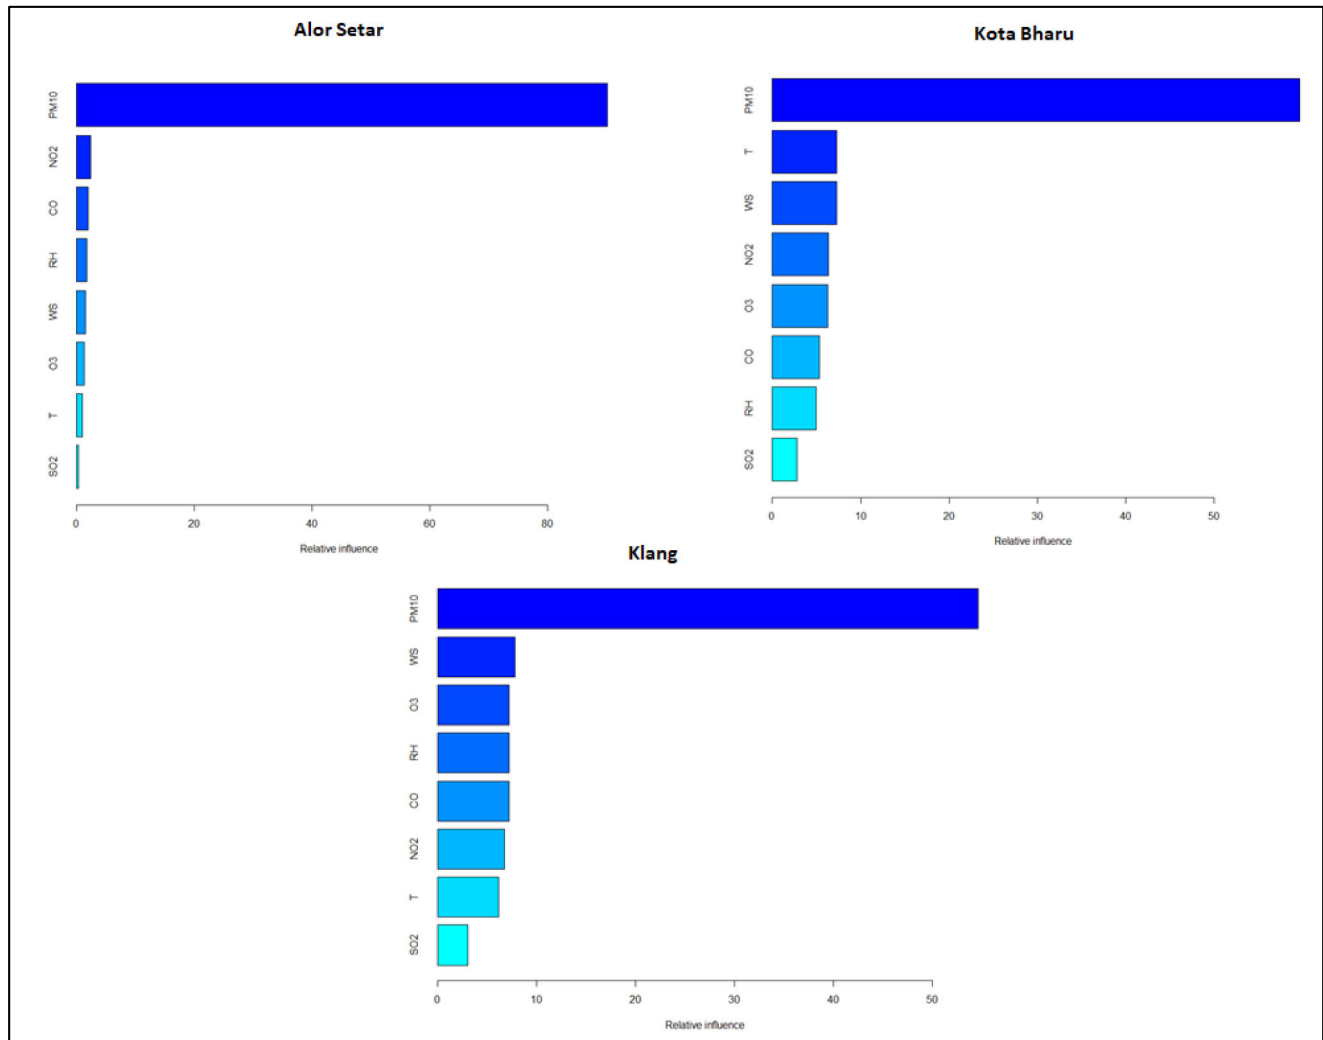 Alor Setar
PM10
NO2
CO
RH
WS
O3
T
SO2
0 20 40 60 80
Relative influence
Kota Bharu
PM10
T
WS
NO2
O3
CO
RH
SO2
0 10 20 30 40 50
Relative influence
Klang
PM10
WS
O3
RH
CO
NO2
T
SO2
0 10 20 30 40 50
Relative influence